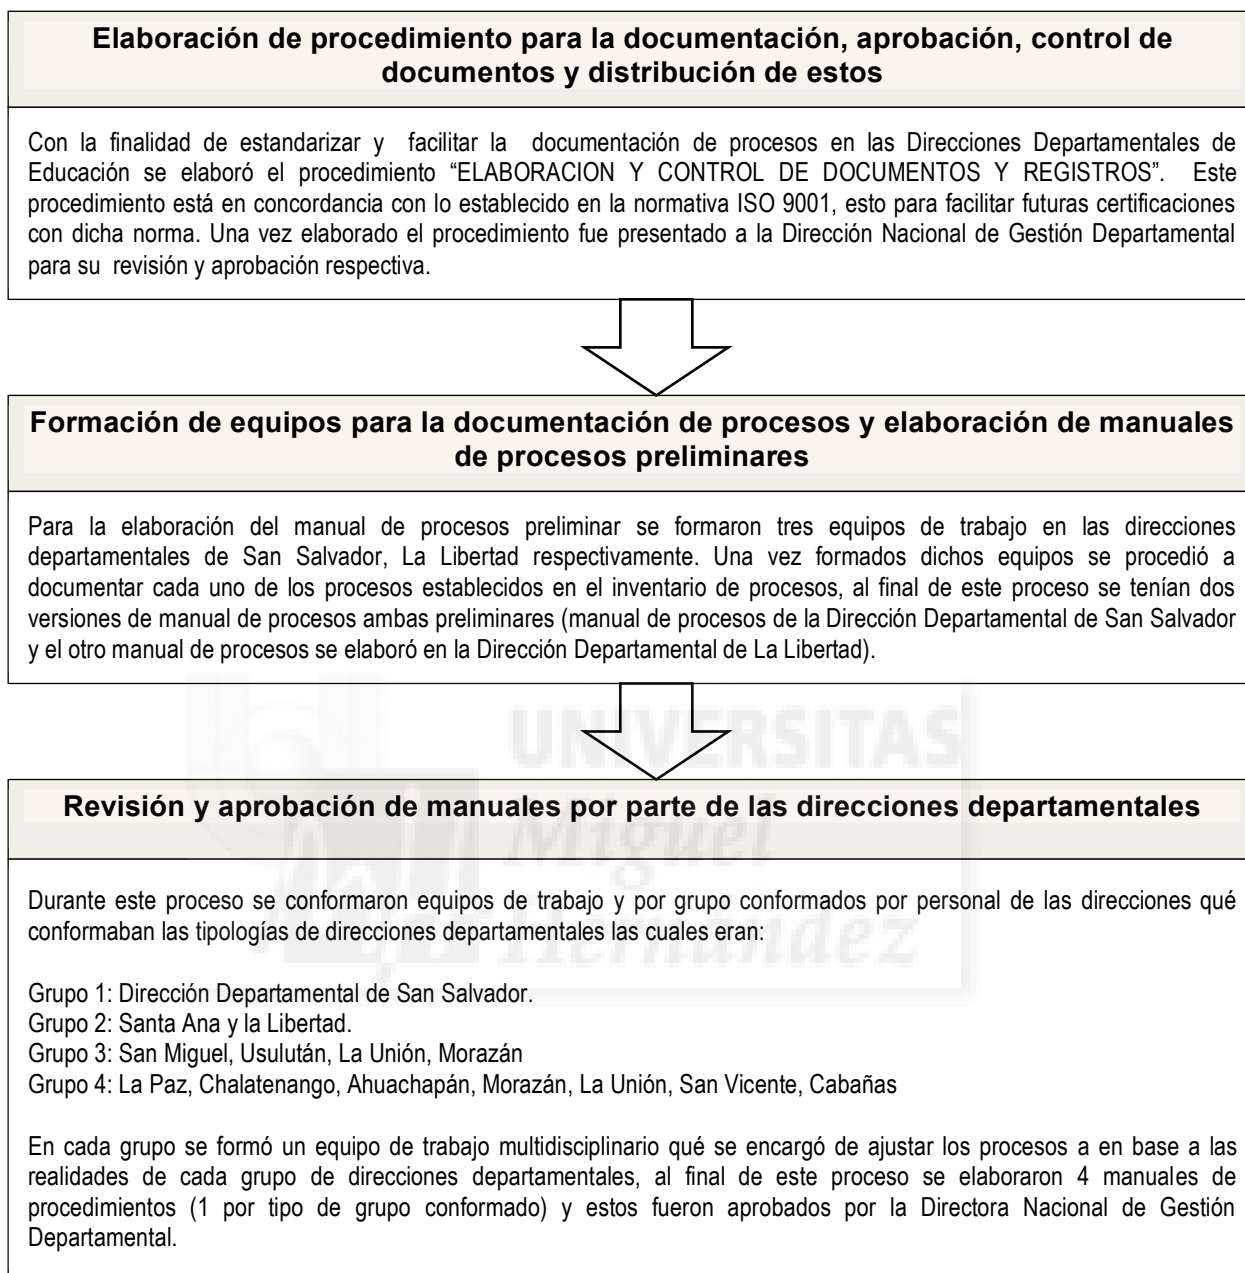 Elaboración de procedimiento para la documentación, aprobación, control de
documentos y distribución de estos
Con la finalidad de estandarizar y facilitar la documentación de procesos en las Direcciones Departamentales de
Educación se elaboró el procedimiento “ELABORACION Y CONTROL DE DOCUMENTOS Y REGISTROS”. Este
procedimiento está en concordancia con lo establecido en la normativa ISO 9001, esto para facilitar futuras certificaciones
con dicha norma. Una vez elaborado el procedimiento fue presentado a la Dirección Nacional de Gestión Departamental
para su revisión y aprobación respectiva.
Formación de equipos para la documentación de procesos y elaboración de manuales
de procesos preliminares
Para la elaboración del manual de procesos preliminar se formaron tres equipos de trabajo en las direcciones
departamentales de San Salvador, La Libertad respectivamente. Una vez formados dichos equipos se procedió a
documentar cada uno de los procesos establecidos en el inventario de procesos, al final de este proceso se tenían dos
versiones de manual de procesos ambas preliminares (manual de procesos de la Dirección Departamental de San Salvador
y el otro manual de procesos se elaboró en la Dirección Departamental de La Libertad).
UNIVERSITAS
Miguel
Hernández
Revisión y aprobación de manuales por parte de las direcciones departamentales
Durante este proceso se conformaron equipos de trabajo y por grupo conformados por personal de las direcciones qué
conformaban las tipologías de direcciones departamentales las cuales eran:
Grupo 1: Dirección Departamental de San Salvador.
Grupo 2: Santa Ana y la Libertad.
Grupo 3: San Miguel, Usulután, La Unión, Morazán
Grupo 4: La Paz, Chalatenango, Ahuachapán, Morazán, La Unión, San Vicente, Cabañas
En cada grupo se formó un equipo de trabajo multidisciplinario qué se encargó de ajustar los procesos a en base a las
realidades de cada grupo de direcciones departamentales, al final de este proceso se elaboraron 4 manuales de
procedimientos (1 por tipo de grupo conformado) y estos fueron aprobados por la Directora Nacional de Gestión
Departamental.